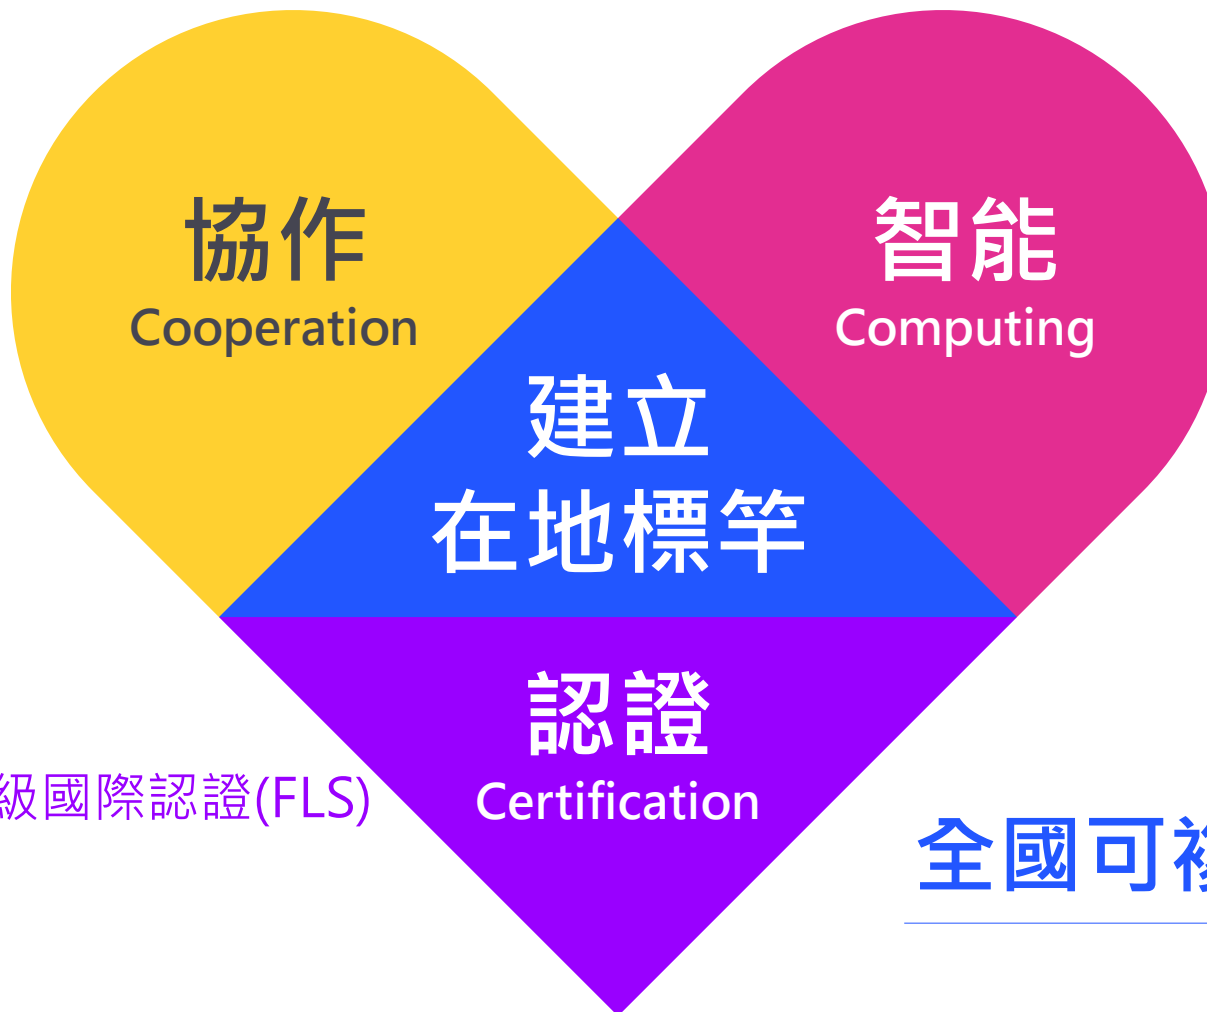 協作
Cooperation
智能
Computing
建立
在地標竿
認證
Certification
級國際認證(FLS)
全國可